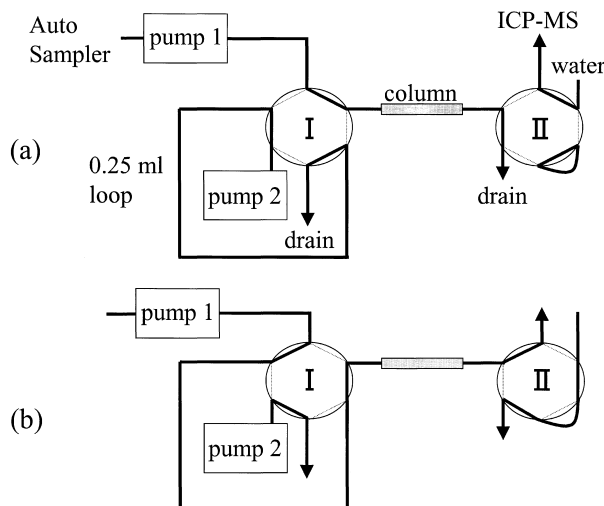 Auto
Sampler
pump 1
ICP-MS
water
column
I
II
(a)
0.25 ml
loop
pump 2
drain
drain
pump 1
I
II
(b)
pump 2